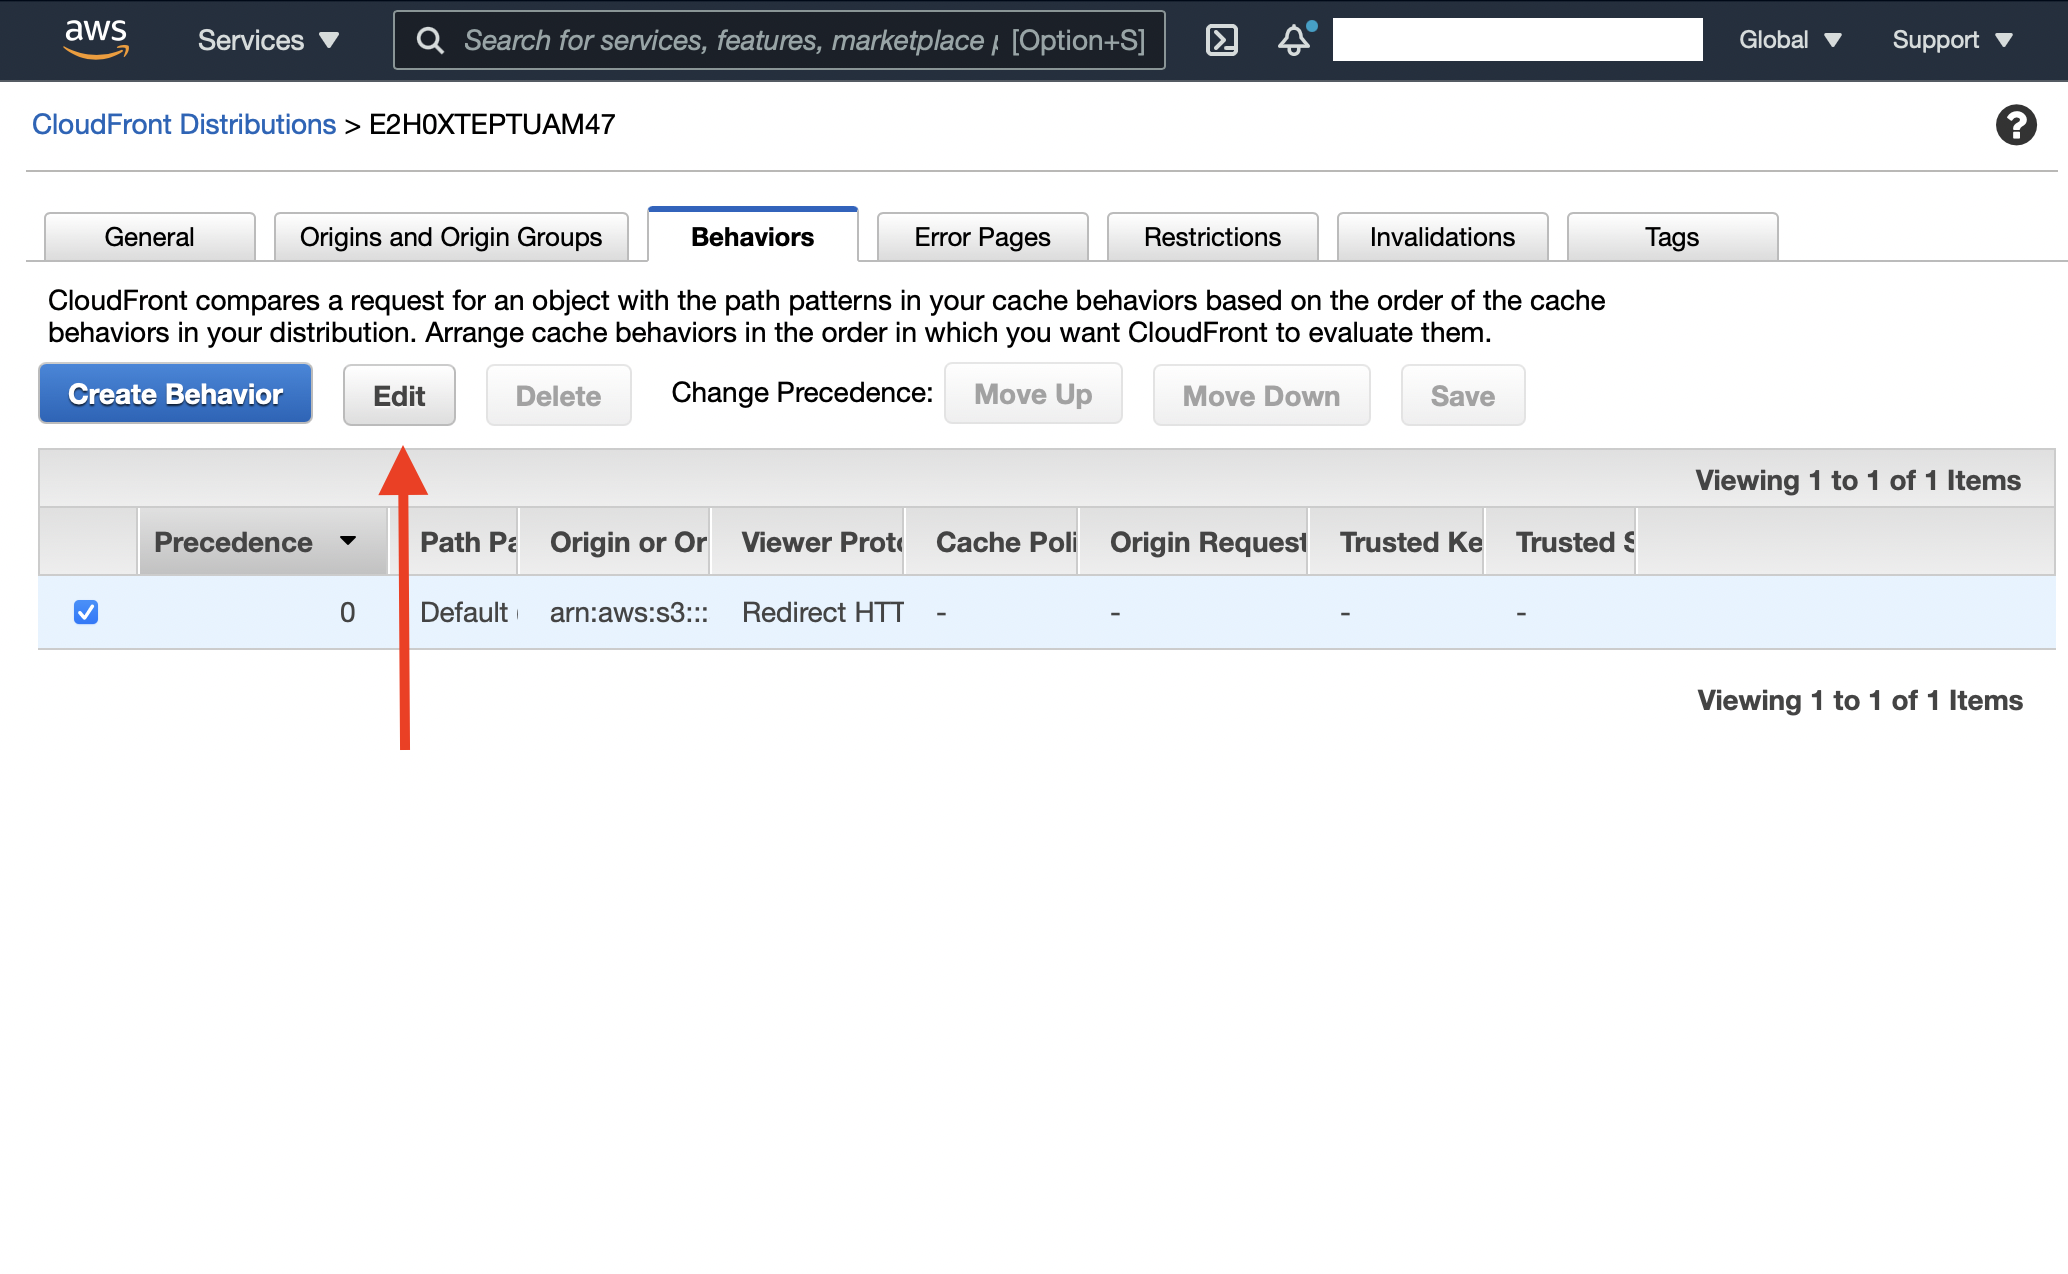 aws
Services
Search for services, features, marketplace [Option+S]
Global
Support
CloudFront Distributions > E2H0XTEPTUAM47
?
General
Origins and Origin Groups
Behaviors
Error Pages
Restrictions
Invalidations
Tags
CloudFront compares a request for an object with the path patterns in your cache behaviors based on the order of the cache
behaviors in your distribution. Arrange cache behaviors in the order in which you want CloudFront to evaluate them.
Create Behavior
Edit
Delete
Change Precedence:
Move Up
Move Down
Save
Viewing 1 to 1 of 1 Items
Precedence
Path Pa
Origin or Or
Viewer Proto
Cache Poli
Origin Request
Trusted Ke
Trusted S
0
Default
arn:aws:s3:::
Redirect HTT
-
-
-
-
Viewing 1 to 1 of 1 Items